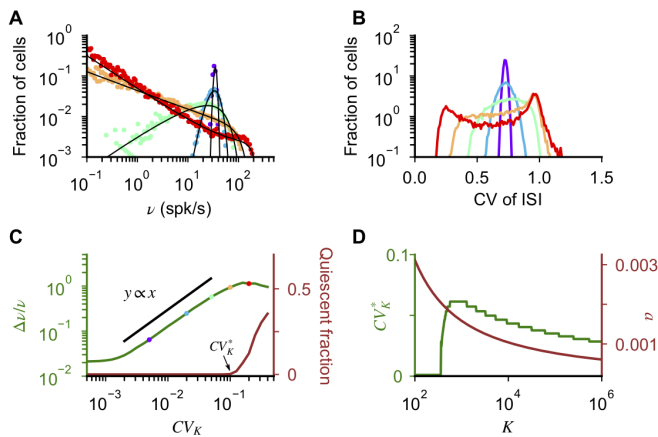 A
Fraction of cells
10^0
10^-1
10^-2
10^-3
10^-1 10^0 10^1 10^2
ν (spk/s)
B
Fraction of cells
10^2
10^1
10^0
10^-1
0.0 0.5 1.0 1.5
CV of ISI
C
Δν/ν
10^0
10^-1
10^-2
y ∝ x
CV_K^*
10^-3 10^-2 10^-1
CV_K
0.5
0
Quiescent fraction
D
CV_K^*
0.1
0
10^2 10^4 10^6
K
0.003
0.001
a